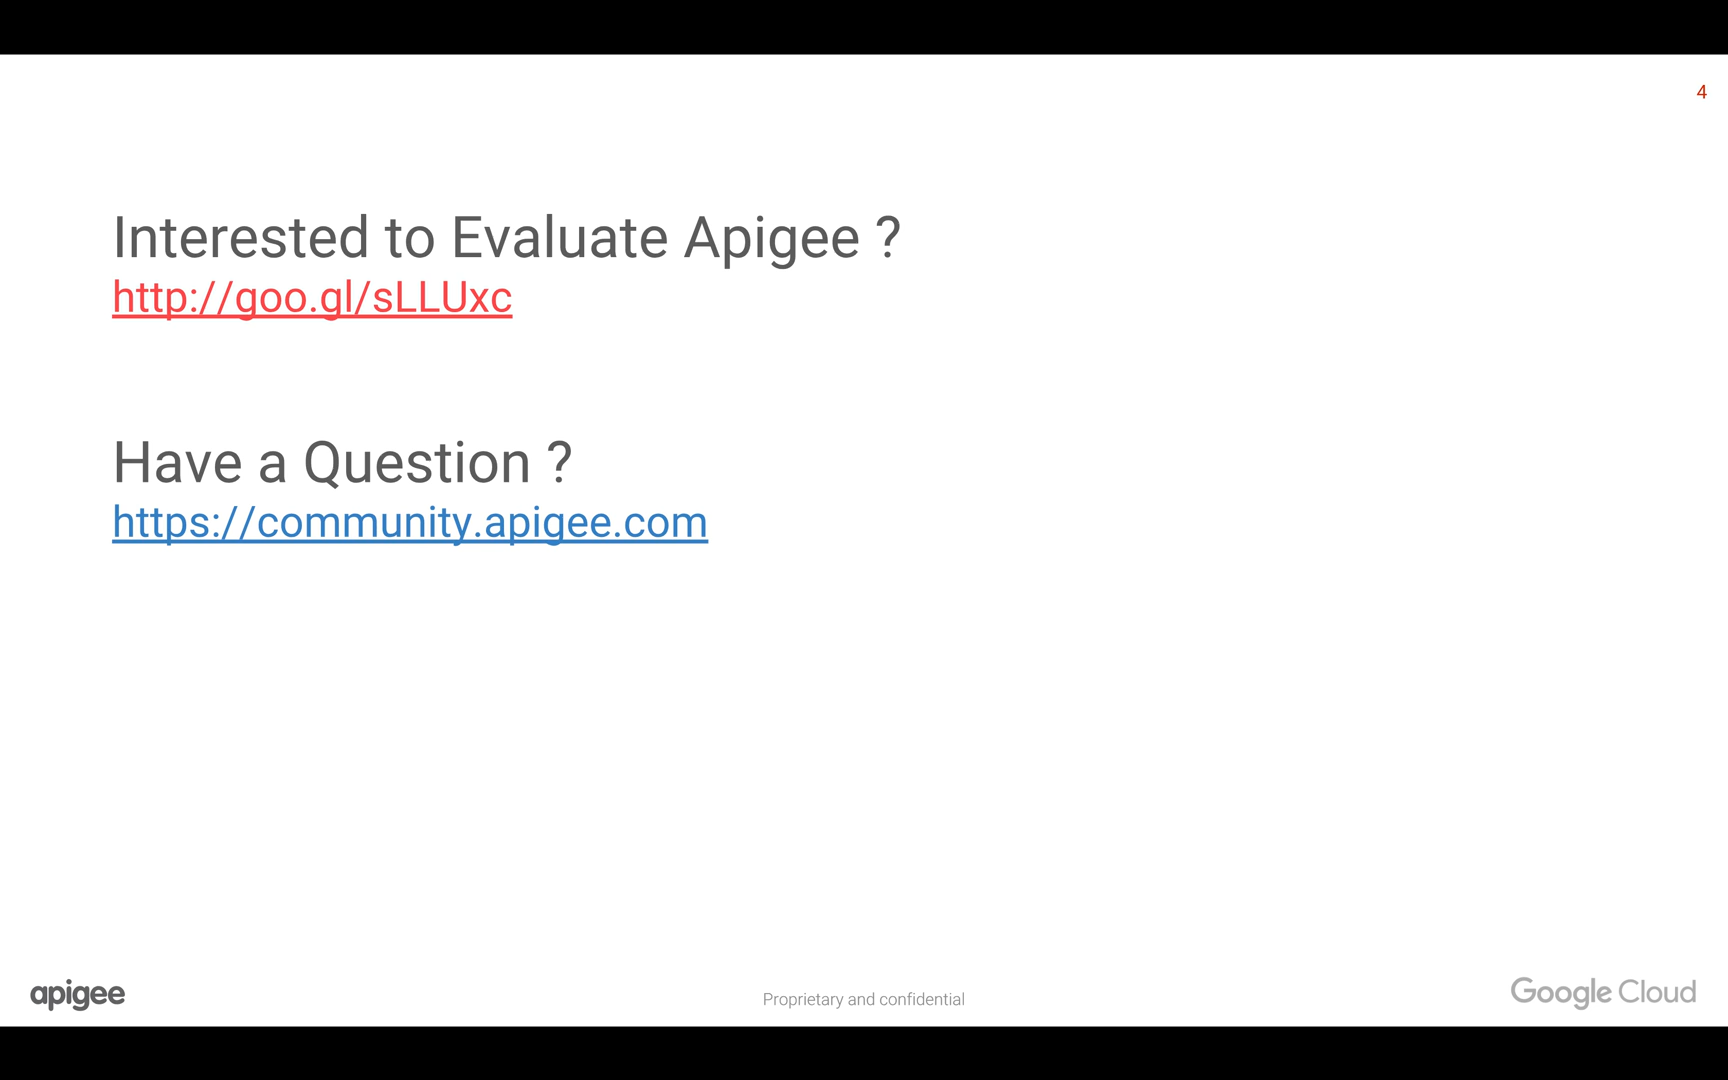 4
Interested to Evaluate Apigee ?
http://goo.gl/sLLUxc
Have a Question ?
https://community.apigee.com
apigee
Proprietary and confidential
Google Cloud